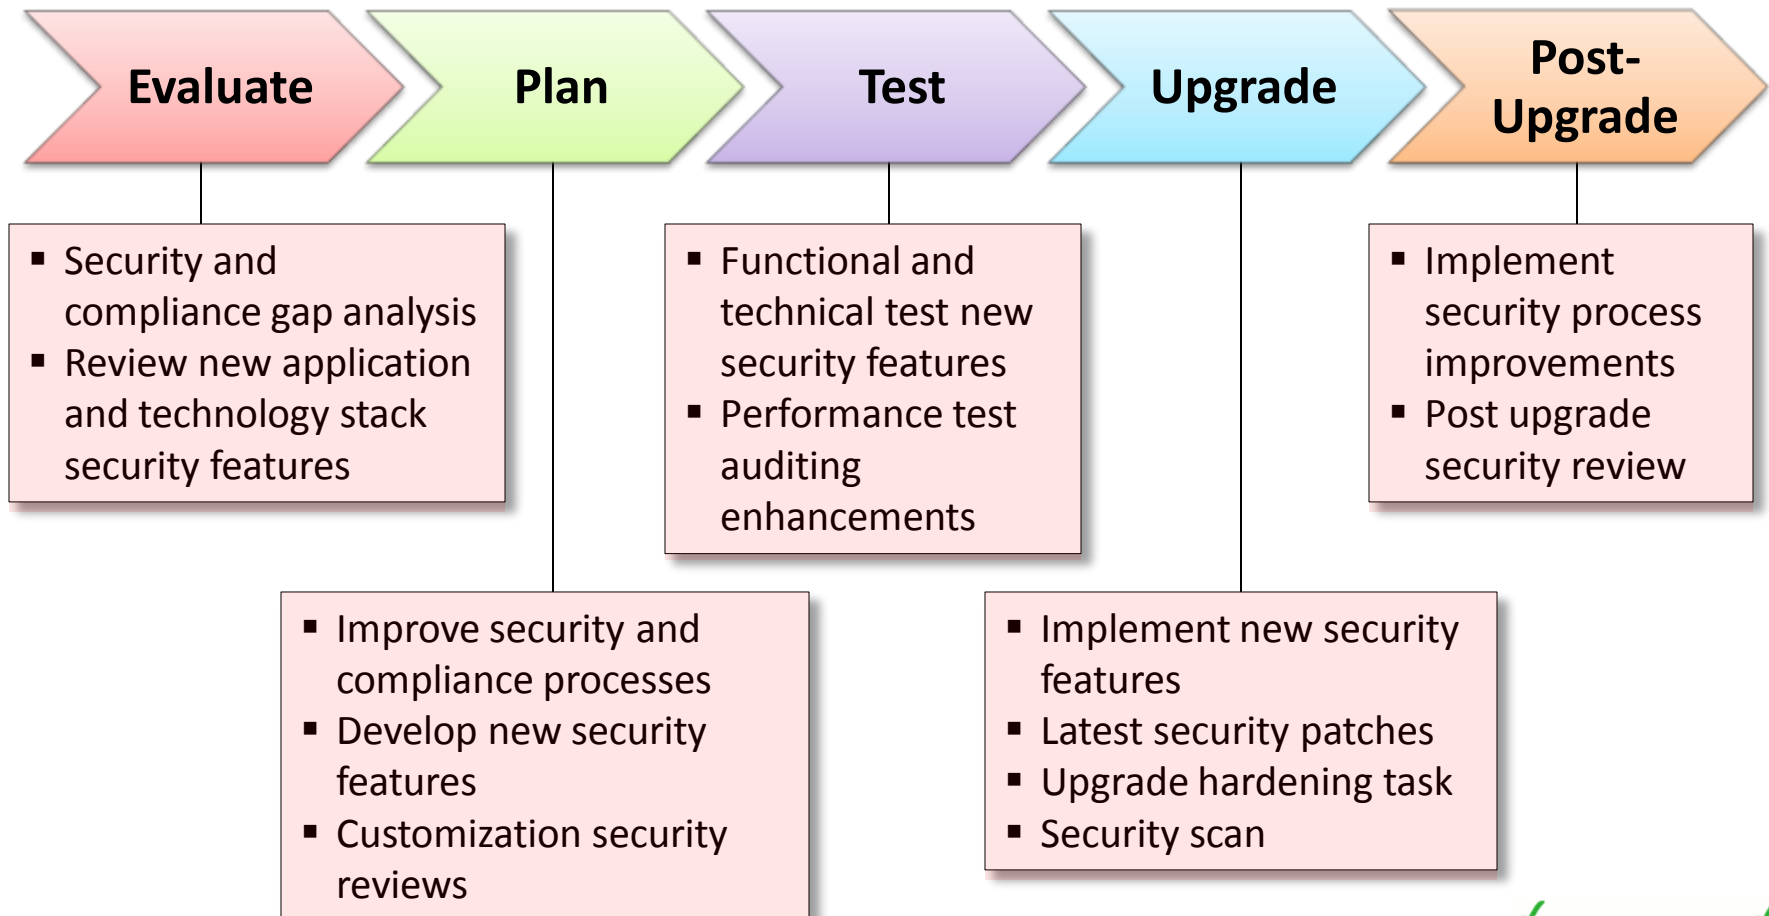 Evaluate
Plan
Test
Upgrade
Post-
Upgrade
▪ Security and
compliance gap analysis
▪ Review new application
and technology stack
security features
▪ Functional and
technical test new
security features
▪ Performance test
auditing
enhancements
▪ Implement
security process
improvements
▪ Post upgrade
security review
▪ Improve security and
compliance processes
▪ Develop new security
features
▪ Customization security
reviews
▪ Implement new security
features
▪ Latest security patches
▪ Upgrade hardening task
▪ Security scan